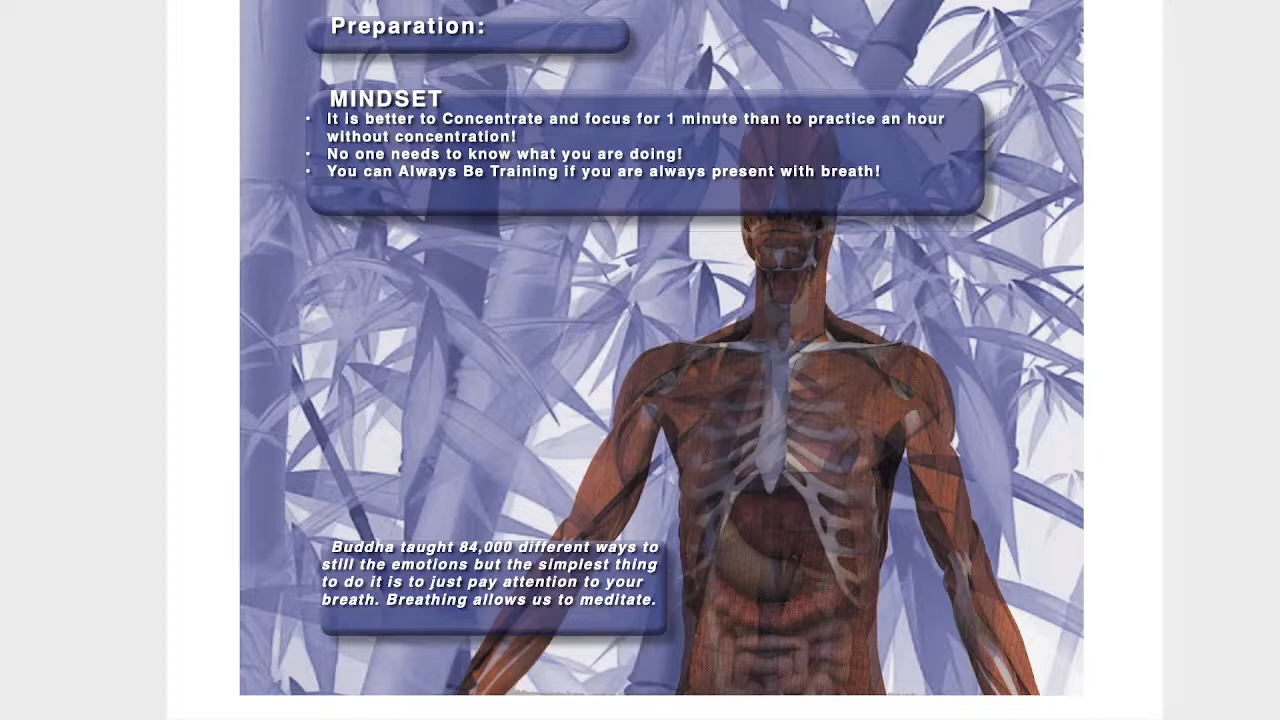 Preparation:
MINDSET
• It is better to Concentrate and focus for 1 minute than to practice an hour
without concentration!
• No one needs to know what you are doing!
• You can Always Be Training if you are always present with breath!
Buddha taught 84,000 different ways to
still the emotions but the simplest thing
to do it is to just pay attention to your
breath. Breathing allows us to meditate.